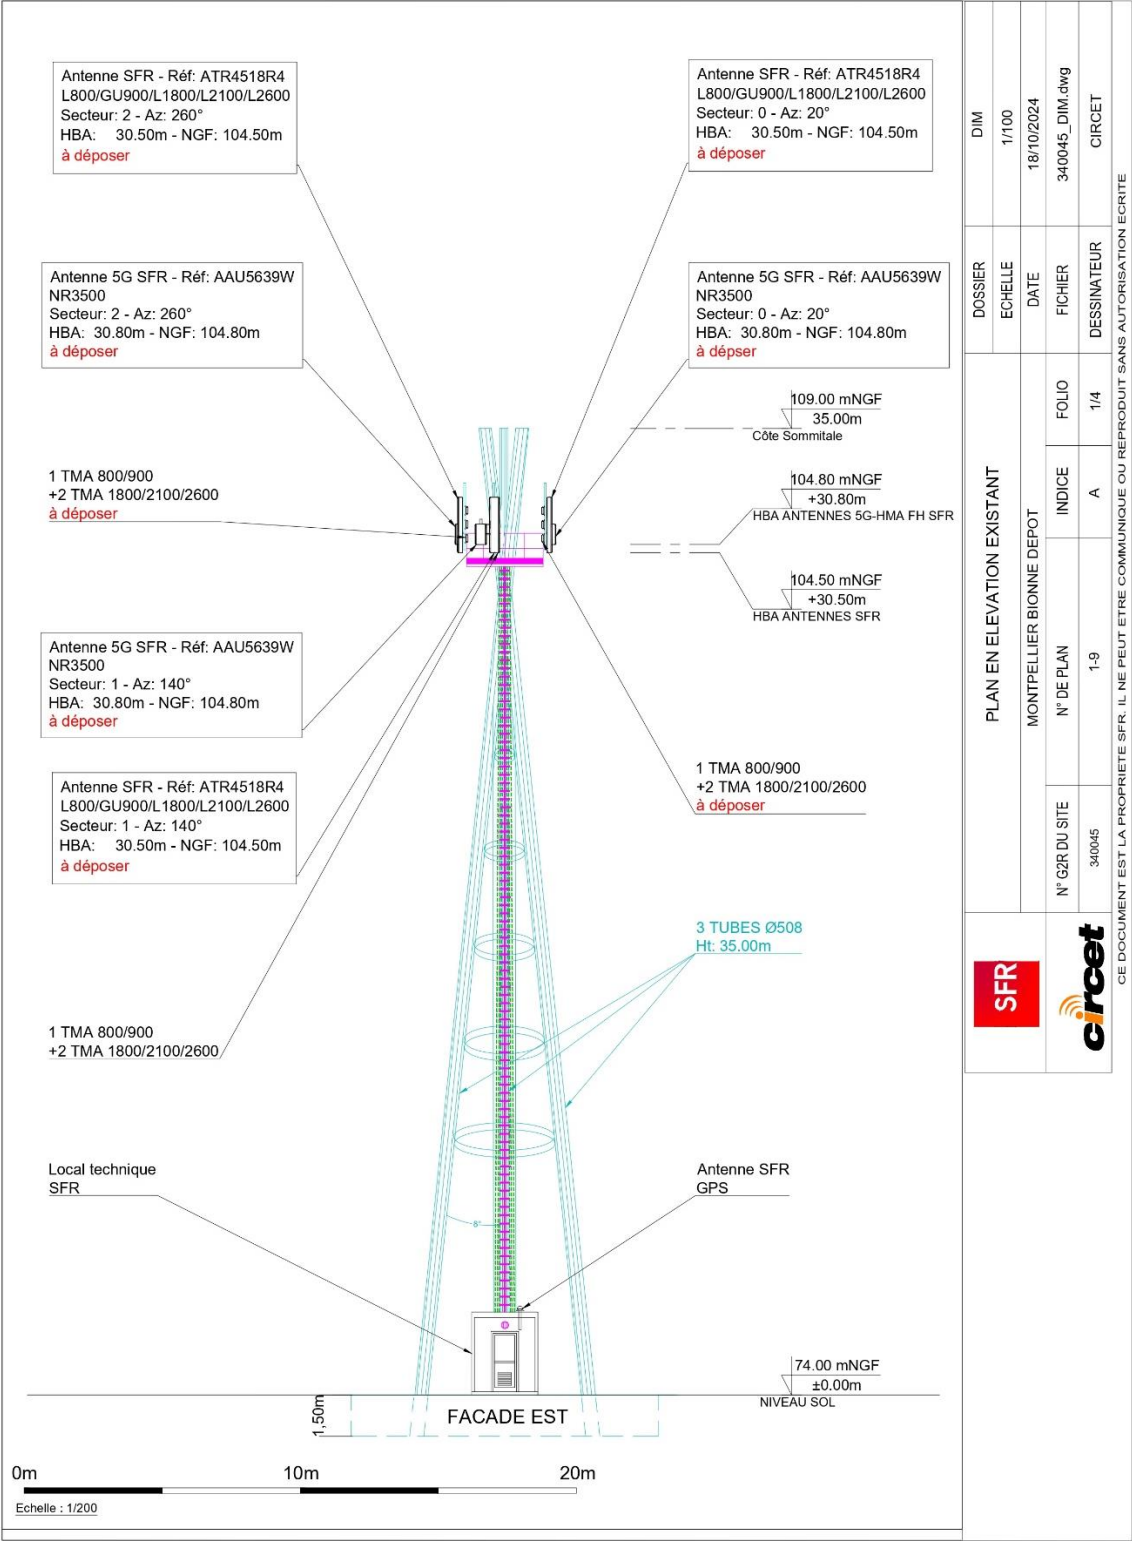 Antenne SFR - Réf: ATR4518R4
L800/GU900/L1800/L2100/L2600
Secteur: 2 - Az: 260°
HBA: 30.50m - NGF: 104.50m
à déposer
Antenne SFR - Réf: ATR4518R4
L800/GU900/L1800/L2100/L2600
Secteur: 0 - Az: 20°
HBA: 30.50m - NGF: 104.50m
à déposer
Antenne 5G SFR - Réf: AAU5639W
NR3500
Secteur: 2 - Az: 260°
HBA: 30.80m - NGF: 104.80m
à déposer
Antenne 5G SFR - Réf: AAU5639W
NR3500
Secteur: 0 - Az: 20°
HBA: 30.80m - NGF: 104.80m
à dépser
109.00 mNGF
35.00m
Côte Sommitale
1 TMA 800/900
+2 TMA 1800/2100/2600
à déposer
104.80 mNGF
+30.80m
HBA ANTENNES 5G-HMA FH SFR
104.50 mNGF
+30.50m
HBA ANTENNES SFR
Antenne 5G SFR - Réf: AAU5639W
NR3500
Secteur: 1 - Az: 140°
HBA: 30.80m - NGF: 104.80m
à déposer
1 TMA 800/900
+2 TMA 1800/2100/2600
à déposer
Antenne SFR - Réf: ATR4518R4
L800/GU900/L1800/L2100/L2600
Secteur: 1 - Az: 140°
HBA: 30.50m - NGF: 104.50m
à déposer
3 TUBES Ø508
Ht: 35.00m
1 TMA 800/900
+2 TMA 1800/2100/2600
Local technique
SFR
Antenne SFR
GPS
8°
74.00 mNGF
±0.00m
NIVEAU SOL
1,50m
FACADE EST
0m 10m 20m
Echelle : 1/200
SFR
circet
PLAN EN ELEVATION EXISTANT
MONTPELLIER BIONNE DEPOT
N° G2R DU SITE
340045
N° DE PLAN
1-9
INDICE
A
FOLIO
1/4
DOSSIER
DIM
ECHELLE
1/100
DATE
18/10/2024
FICHIER
340045_DIM.dwg
DESSINATEUR
CIRCET
CE DOCUMENT EST LA PROPRIETE SFR. IL NE PEUT ETRE COMMUNIQUE OU REPRODUIT SANS AUTORISATION ECRITE